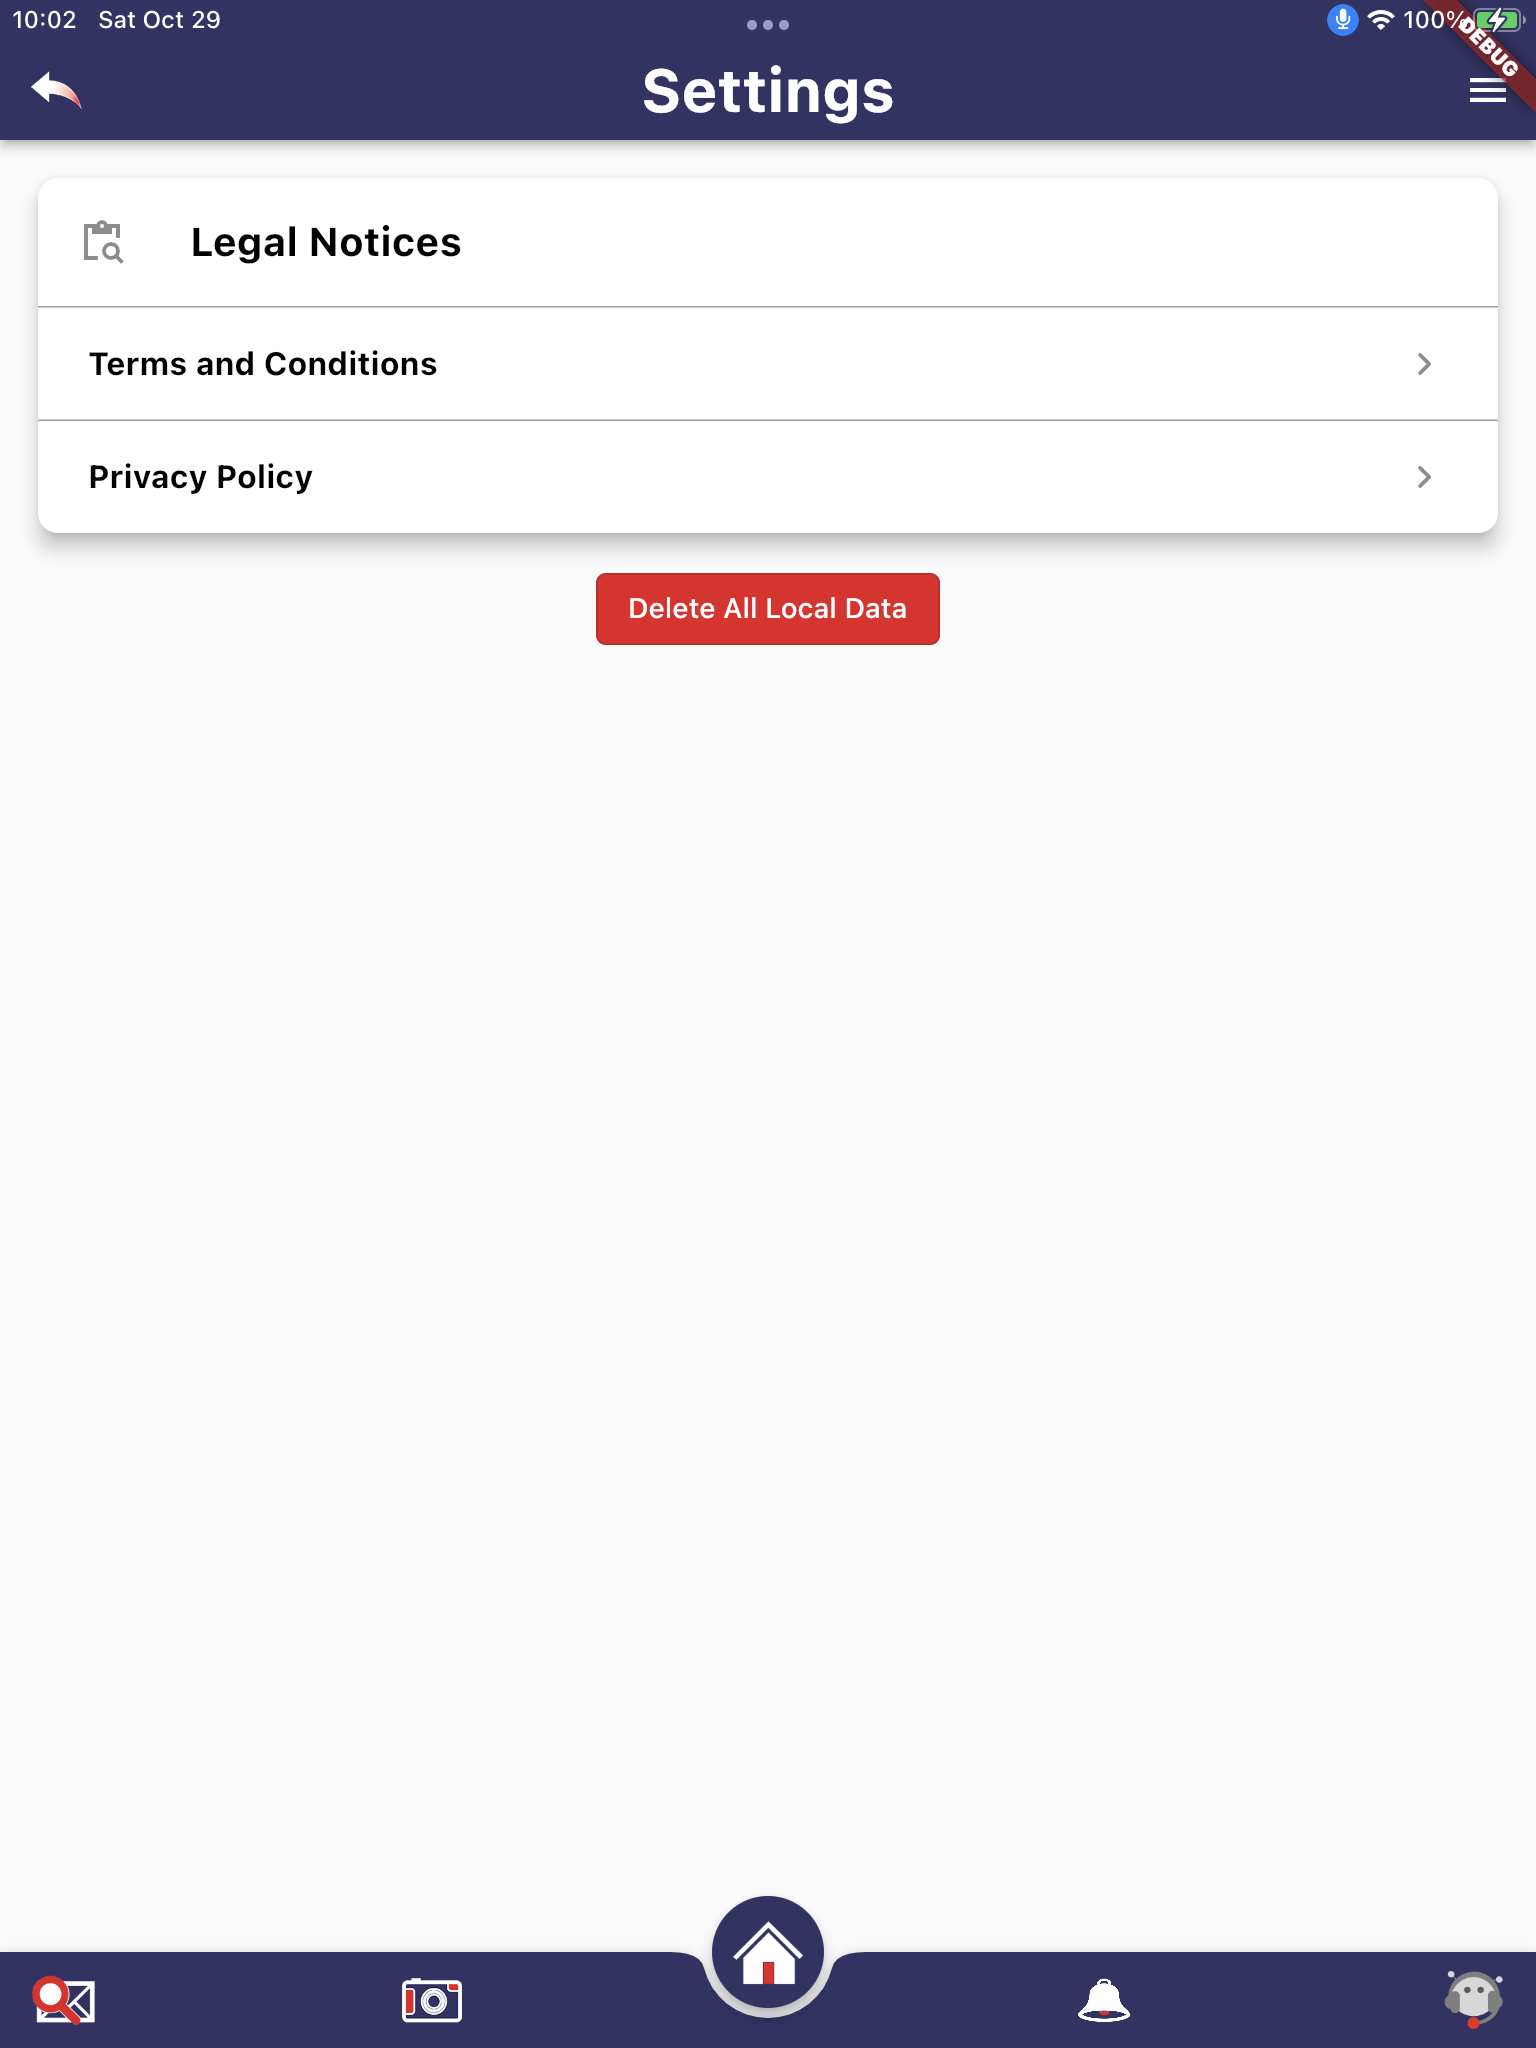 10:02 Sat Oct 29
100%
DEBUG
Settings
Legal Notices
Terms and Conditions
Privacy Policy
Delete All Local Data